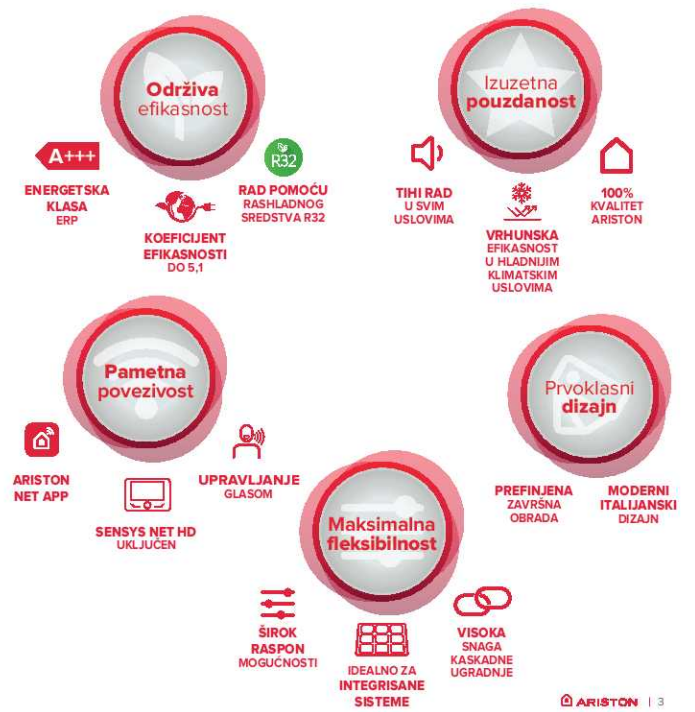 Održiva
efikasnost
A+++
ENERGETSKA
KLASA
ERP
KOEFICIJENT
EFIKASNOSTI
DO 5,1
R32
RAD POMOĆU
RASHLADNOG
SREDSTVA R32
Izuzetna
pouzdanost
TIHI RAD
U SVIM
USLOVIMA
VRHUNSKA
EFIKASNOST
U HLADNIJIM
KLIMATSKIM
USLOVIMA
100%
KVALITET
ARISTON
Pametna
povezivost
ARISTON
NET APP
SENSYS NET HD
UKLJUČEN
UPRAVLJANJE
GLASOM
Prvoklasni
dizajn
PREFINJENA
ZAVRŠNA
OBRADA
MODERNI
ITALIJANSKI
DIZAJN
Maksimalna
fleksibilnost
ŠIROK
RASPON
MOGUĆNOSTI
IDEALNO ZA
INTEGRISANE
SISTEME
VISOKA
SNAGA
KASKADNE
UGRADNJE
ARISTON | 3